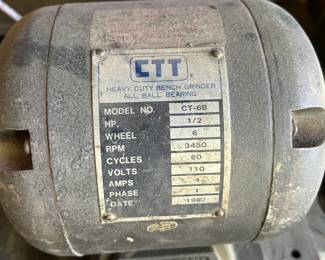 CTT
HEAVY DUTY BENCH GRINDER
ALL BALL BEARING
MODEL NO. CT-6B
HP. 1/2
WHEEL 6
RPM 3450
CYCLES 60
VOLTS 110
AMPS 4
PHASE 1
DATE 1980